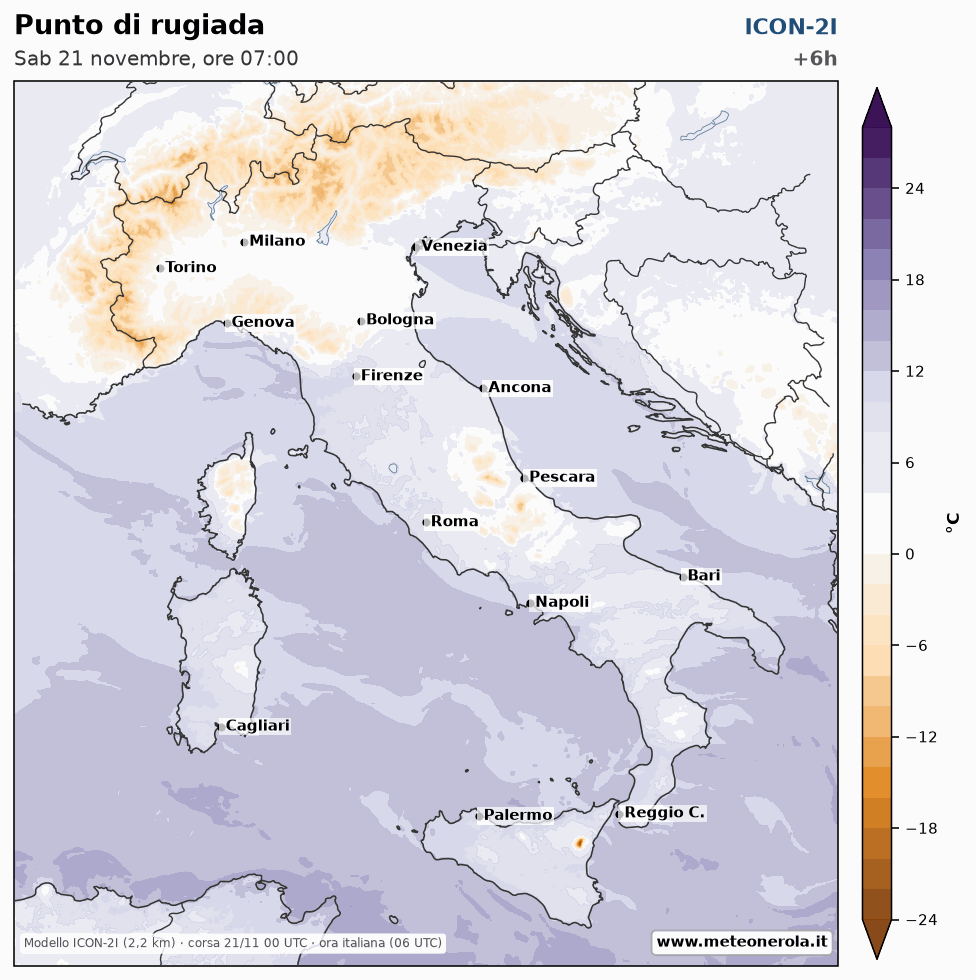 Punto di rugiada
ICON-2I
Sab 21 novembre, ore 07:00
+6h
Milano
Venezia
Torino
Genova
Bologna
Firenze
Ancona
Pescara
Roma
Bari
Napoli
Cagliari
Palermo
Reggio C.
24
18
12
6
0
−6
−12
−18
−24
°C
Modello ICON-2I (2,2 km) · corsa 21/11 00 UTC · ora italiana (06 UTC)
www.meteonerola.it